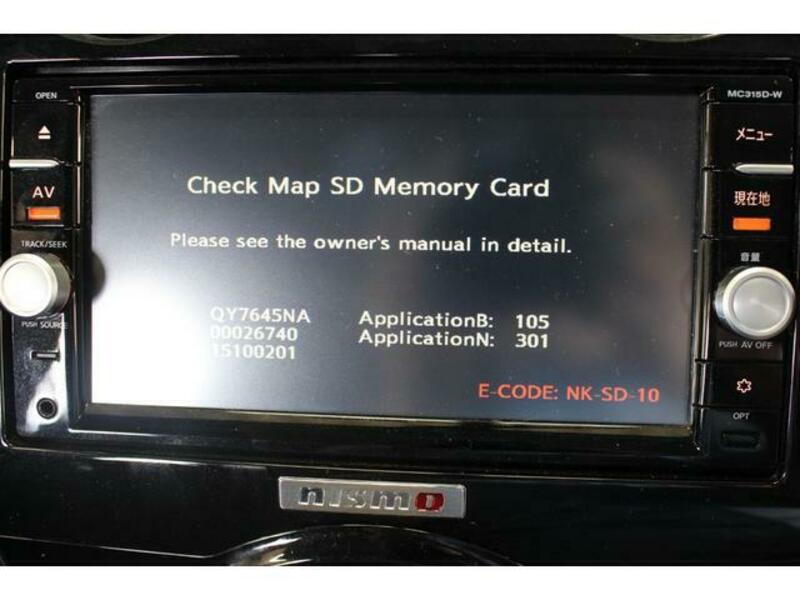 OPEN
MC315D-W
AV
メニュー
現在地
TRACK/SEEK
音量
PUSH SOURCE
PUSH AV OFF
OPT
Check Map SD Memory Card
Please see the owner's manual in detail.
QY7645NA
00026740
15100201
ApplicationB: 105
ApplicationN: 301
E-CODE: NK-SD-10
nismo